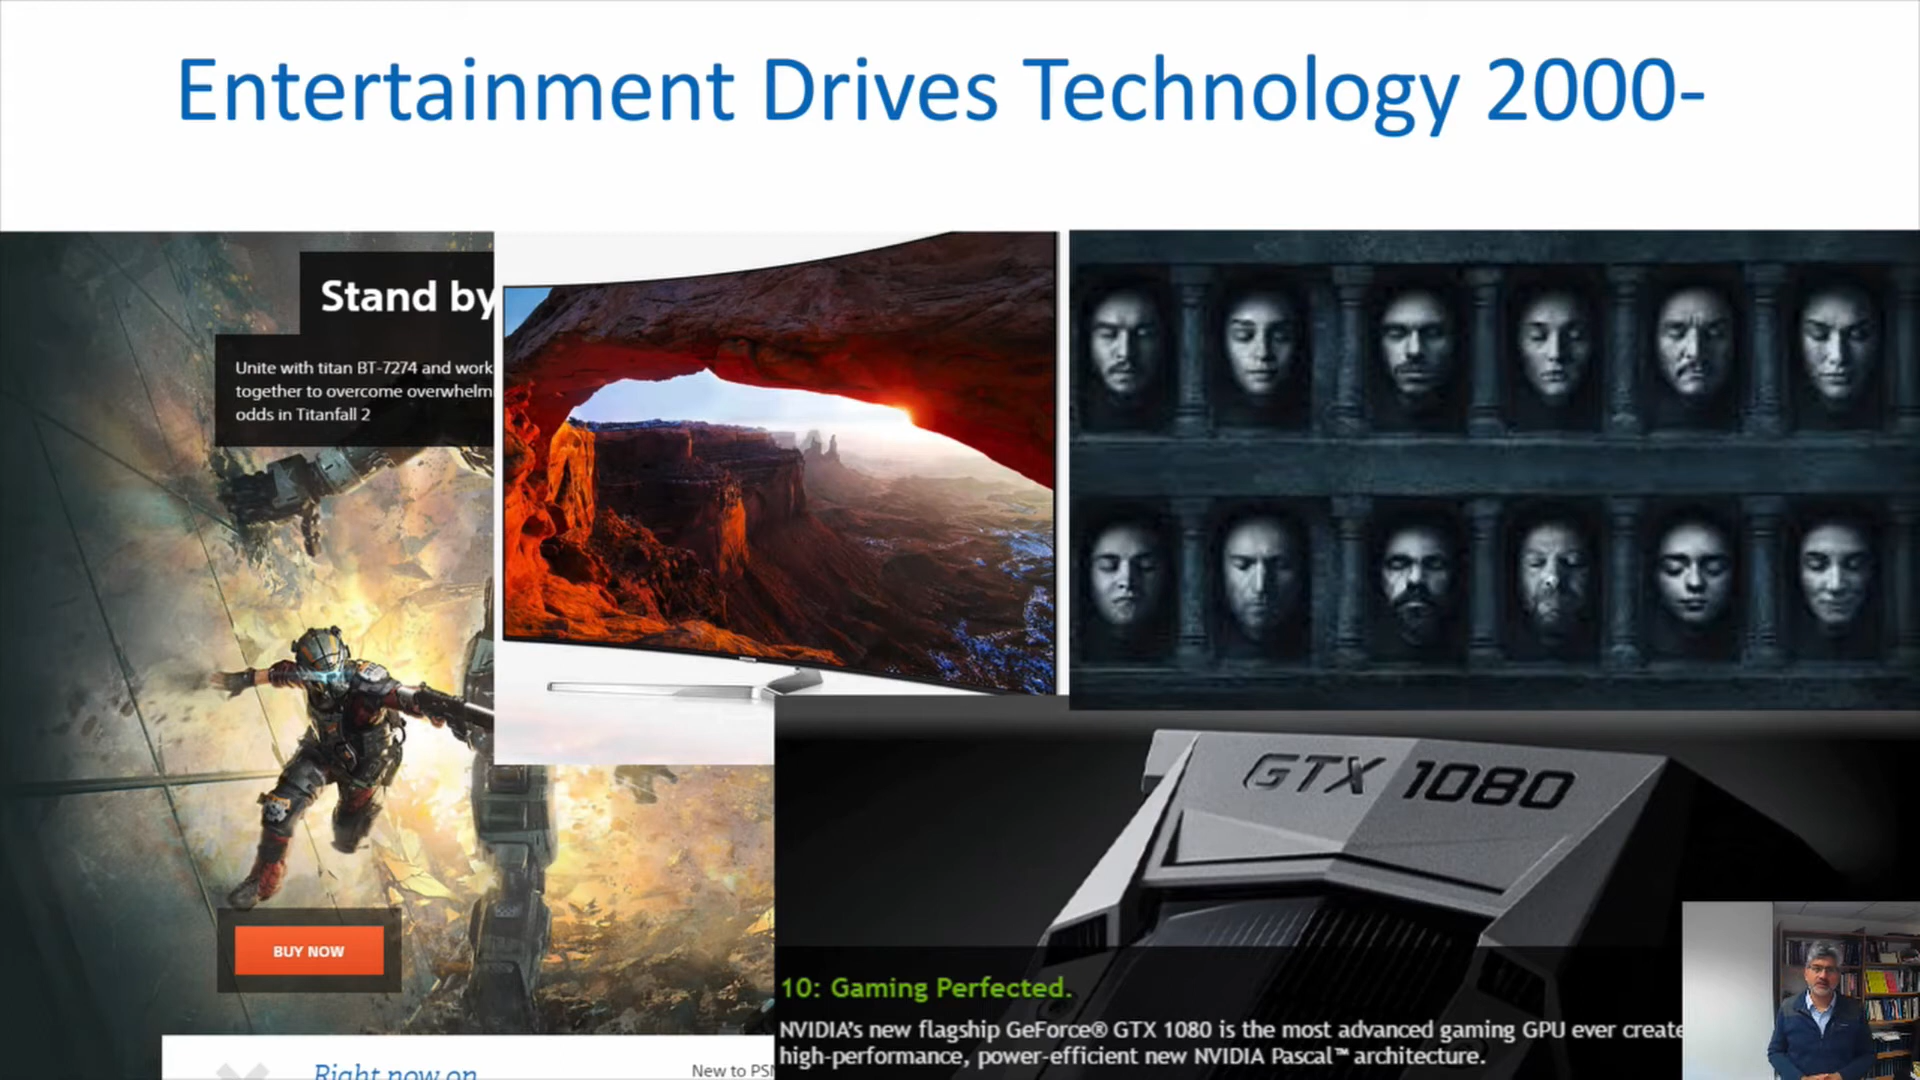 Entertainment Drives Technology 2000-
Stand by
Unite with titan BT-7274 and work
together to overcome overwhelm
odds in Titanfall 2
BUY NOW
Right now on
New to PS
GTX 1080
10: Gaming Perfected.
NVIDIA's new flagship GeForce® GTX 1080 is the most advanced gaming GPU ever create
high-performance, power-efficient new NVIDIA Pascal™ architecture.